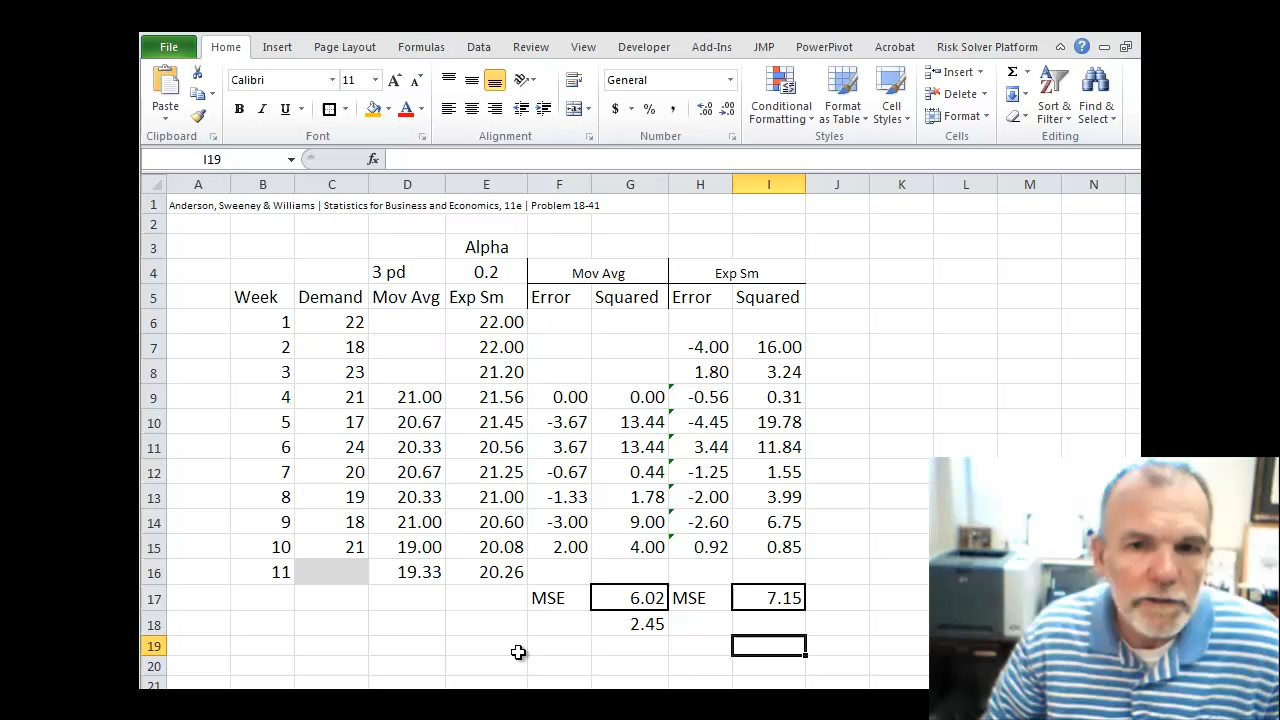 File Home Insert Page Layout Formulas Data Review View Developer Add-Ins JMP PowerPivot Acrobat Risk Solver Platform
Calibri 11 General Insert
Paste Conditional Format Cell Delete Sort & Find &
Formatting as Table Styles Format Filter Select
Clipboard Font Alignment Number Styles Cells Editing
I19 fx
A B C D E F G H I J K L M N
1 Anderson, Sweeney & Williams | Statistics for Business and Economics, 11e | Problem 18-41
2
3 Alpha
4 3 pd 0.2 Mov Avg Exp Sm
5 Week Demand Mov Avg Exp Sm Error Squared Error Squared
6 1 22 22.00
7 2 18 22.00 -4.00 16.00
8 3 23 21.20 1.80 3.24
9 4 21 21.00 21.56 0.00 0.00 -0.56 0.31
10 5 17 20.67 21.45 -3.67 13.44 -4.45 19.78
11 6 24 20.33 20.56 3.67 13.44 3.44 11.84
12 7 20 20.67 21.25 -0.67 0.44 -1.25 1.55
13 8 19 20.33 21.00 -1.33 1.78 -2.00 3.99
14 9 18 21.00 20.60 -3.00 9.00 -2.60 6.75
15 10 21 19.00 20.08 2.00 4.00 0.92 0.85
16 11 19.33 20.26
17 MSE 6.02 MSE 7.15
18 2.45
19
20
21